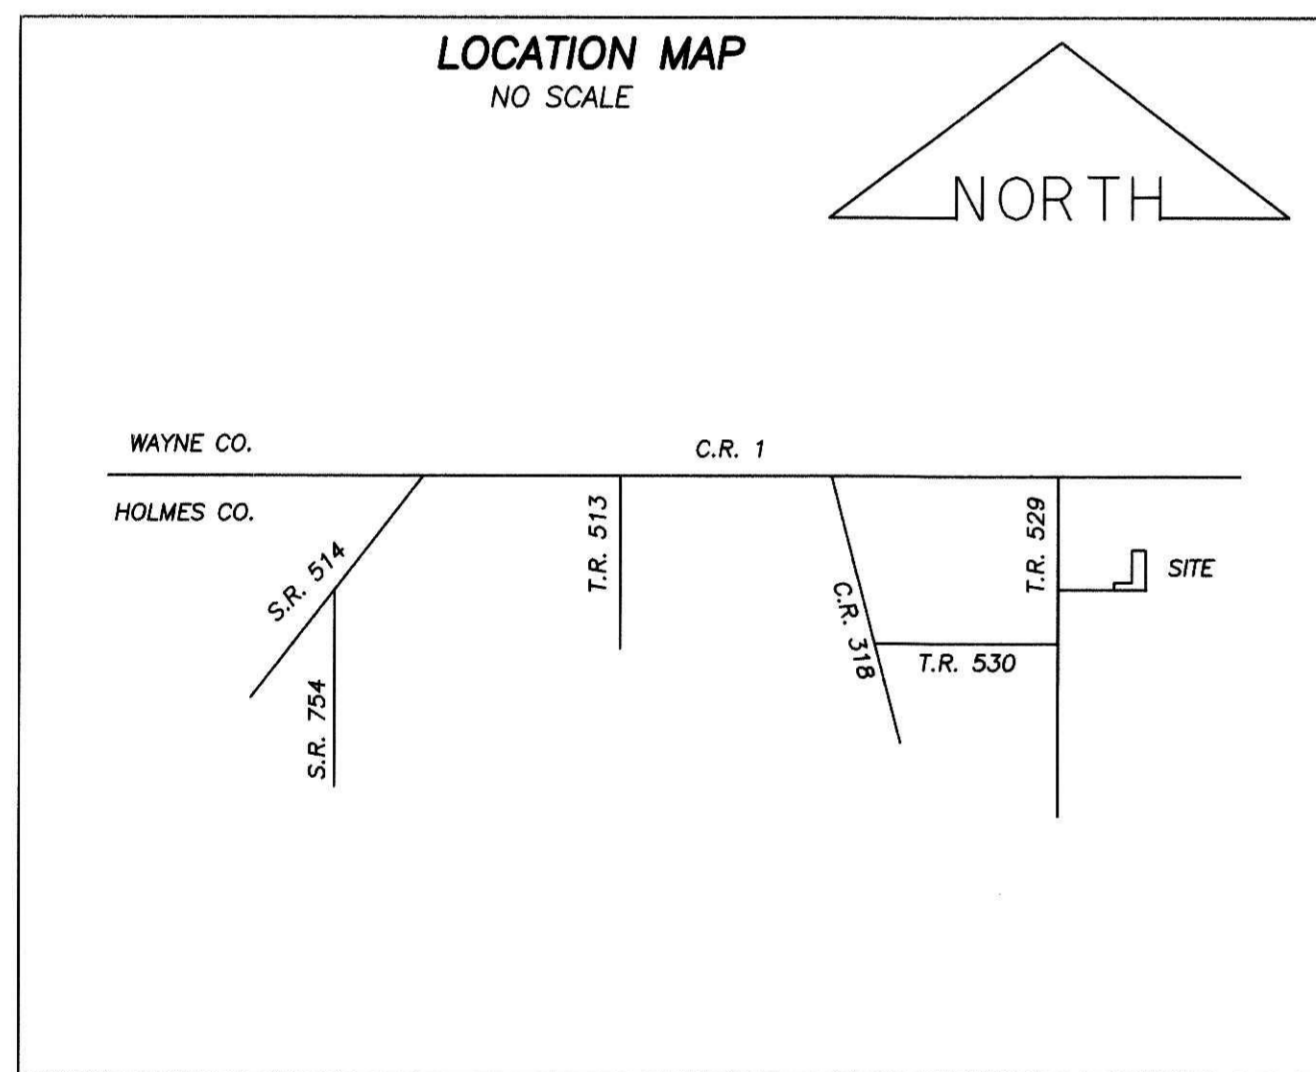 LOCATION MAP
NO SCALE
NORTH
WAYNE CO.
C.R. 1
HOLMES CO.
S.R. 514
T.R. 513
C.R. 318
T.R. 529
SITE
T.R. 530
S.R. 754